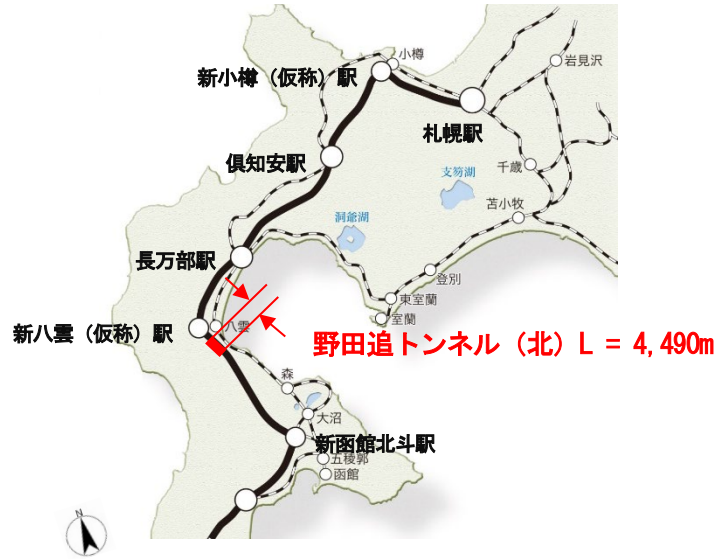 小樽
新小樽（仮称）駅
岩見沢
札幌駅
倶知安駅
千歳
支笏湖
苫小牧
洞爺湖
長万部駅
登別
東室蘭
室蘭
新八雲（仮称）駅
八雲
野田追トンネル（北）L = 4,490m
森
大沼
新函館北斗駅
五稜郭
函館
N